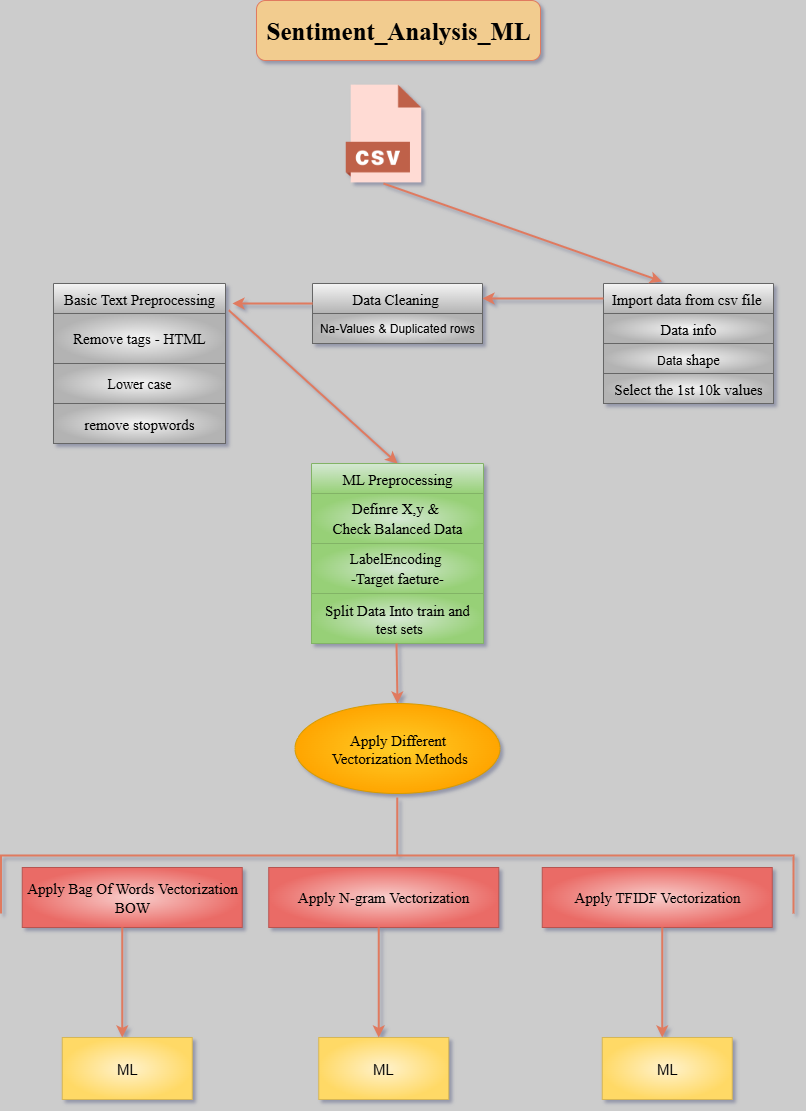 Sentiment_Analysis_ML
CSV
Import data from csv file
Data info
Data shape
Select the 1st 10k values
Data Cleaning
Na-Values & Duplicated rows
Basic Text Preprocessing
Remove tags - HTML
Lower case
remove stopwords
ML Preprocessing
Definre X,y &
Check Balanced Data
LabelEncoding
-Target faeture-
Split Data Into train and
test sets
Apply Different
Vectorization Methods
Apply Bag Of Words Vectorization
BOW
Apply N-gram Vectorization
Apply TFIDF Vectorization
ML
ML
ML